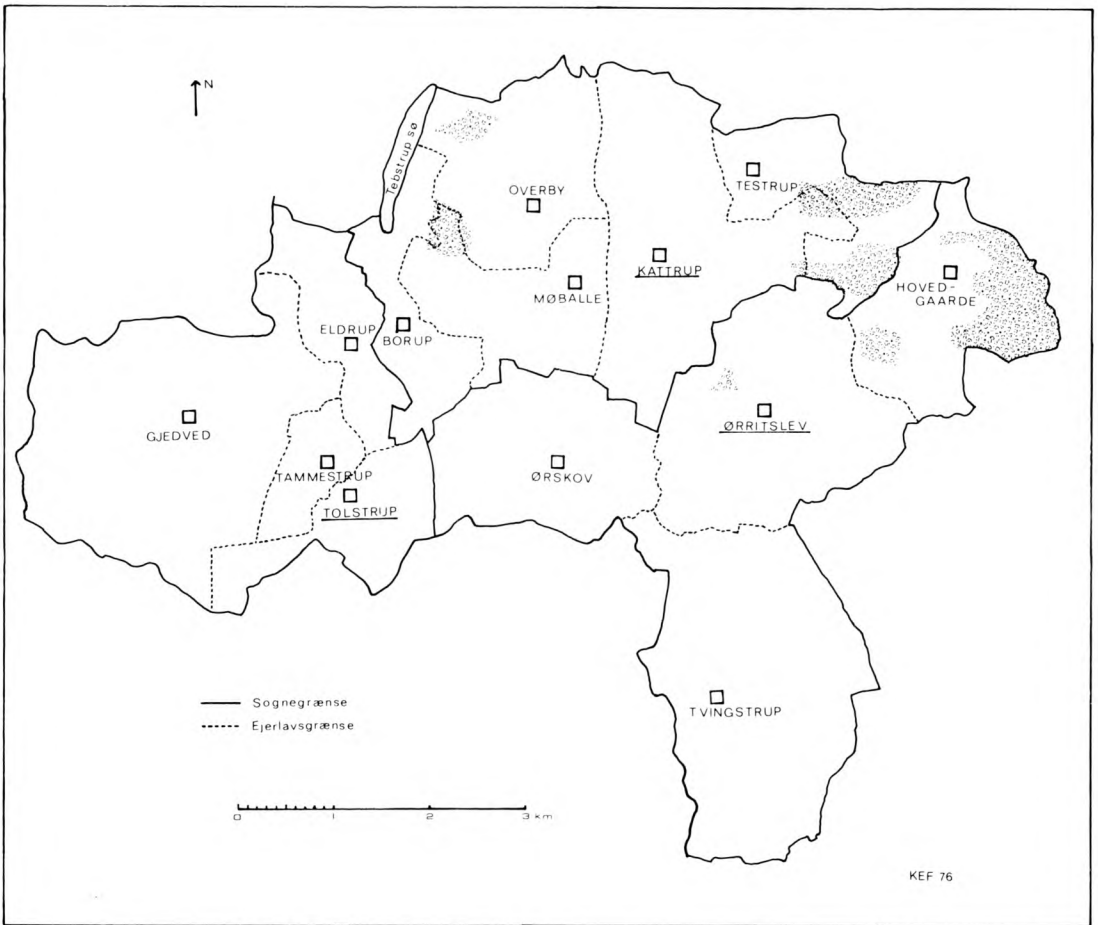 N
Tebstrup sø
OVERBY
TESTRUP
KATTRUP
MØBALLE
HOVED-
GAARDE
ELDRUP
BORUP
ØRRITSLEV
GJEDVED
TAMMESTRUP
ØRSKOV
TOLSTRUP
TVINGSTRUP
Sognegrænse
Ejerlavsgrænse
0 1 2 3 km
KEF 76